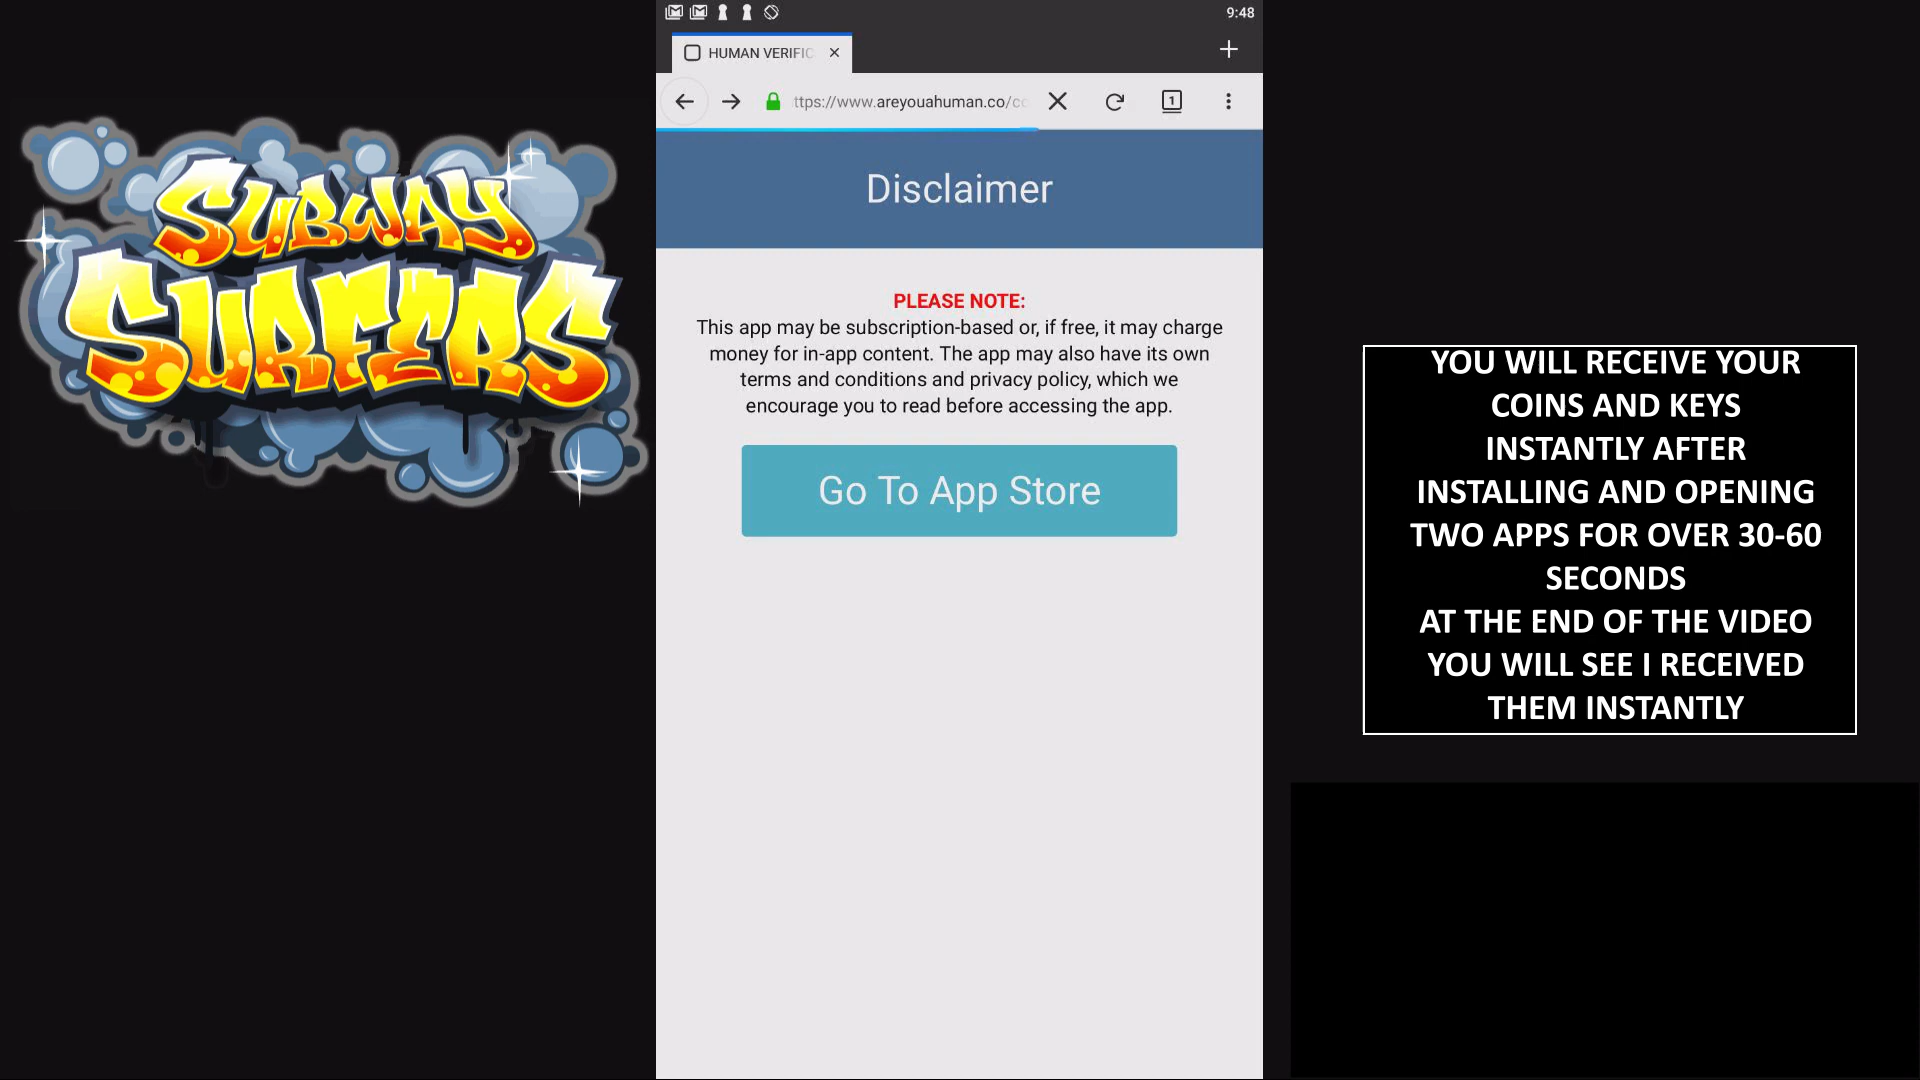 9:48
HUMAN VERIFIC
ttps://www.areyouahuman.co/co
1
Disclaimer
PLEASE NOTE:
This app may be subscription-based or, if free, it may charge
money for in-app content. The app may also have its own
terms and conditions and privacy policy, which we
encourage you to read before accessing the app.
Go To App Store
SUBWAY
SURFERS
YOU WILL RECEIVE YOUR
COINS AND KEYS
INSTANTLY AFTER
INSTALLING AND OPENING
TWO APPS FOR OVER 30-60
SECONDS
AT THE END OF THE VIDEO
YOU WILL SEE I RECEIVED
THEM INSTANTLY